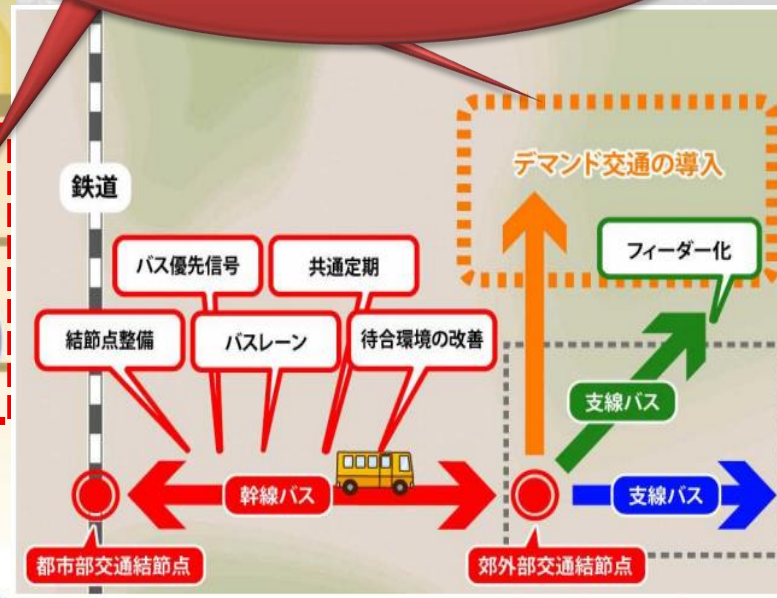 デマンド交通の導入
鉄道
フィーダー化
バス優先信号
共通定期
結節点整備
バスレーン
待合環境の改善
支線バス
幹線バス
支線バス
都市部交通結節点
郊外部交通結節点